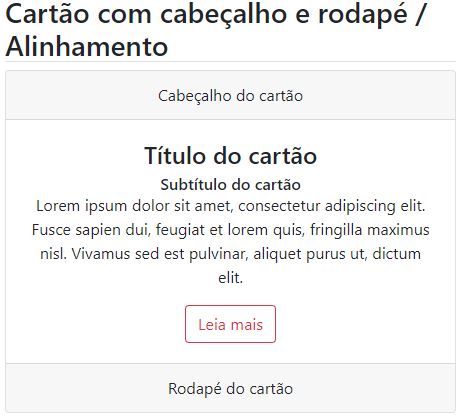 Cartão com cabeçalho e rodapé /
Alinhamento
Cabeçalho do cartão
Título do cartão
Subtítulo do cartão
Lorem ipsum dolor sit amet, consectetur adipiscing elit.
Fusce sapien dui, feugiat et lorem quis, fringilla maximus
nisl. Vivamus sed est pulvinar, aliquet purus ut, dictum
elit.
Leia mais
Rodapé do cartão